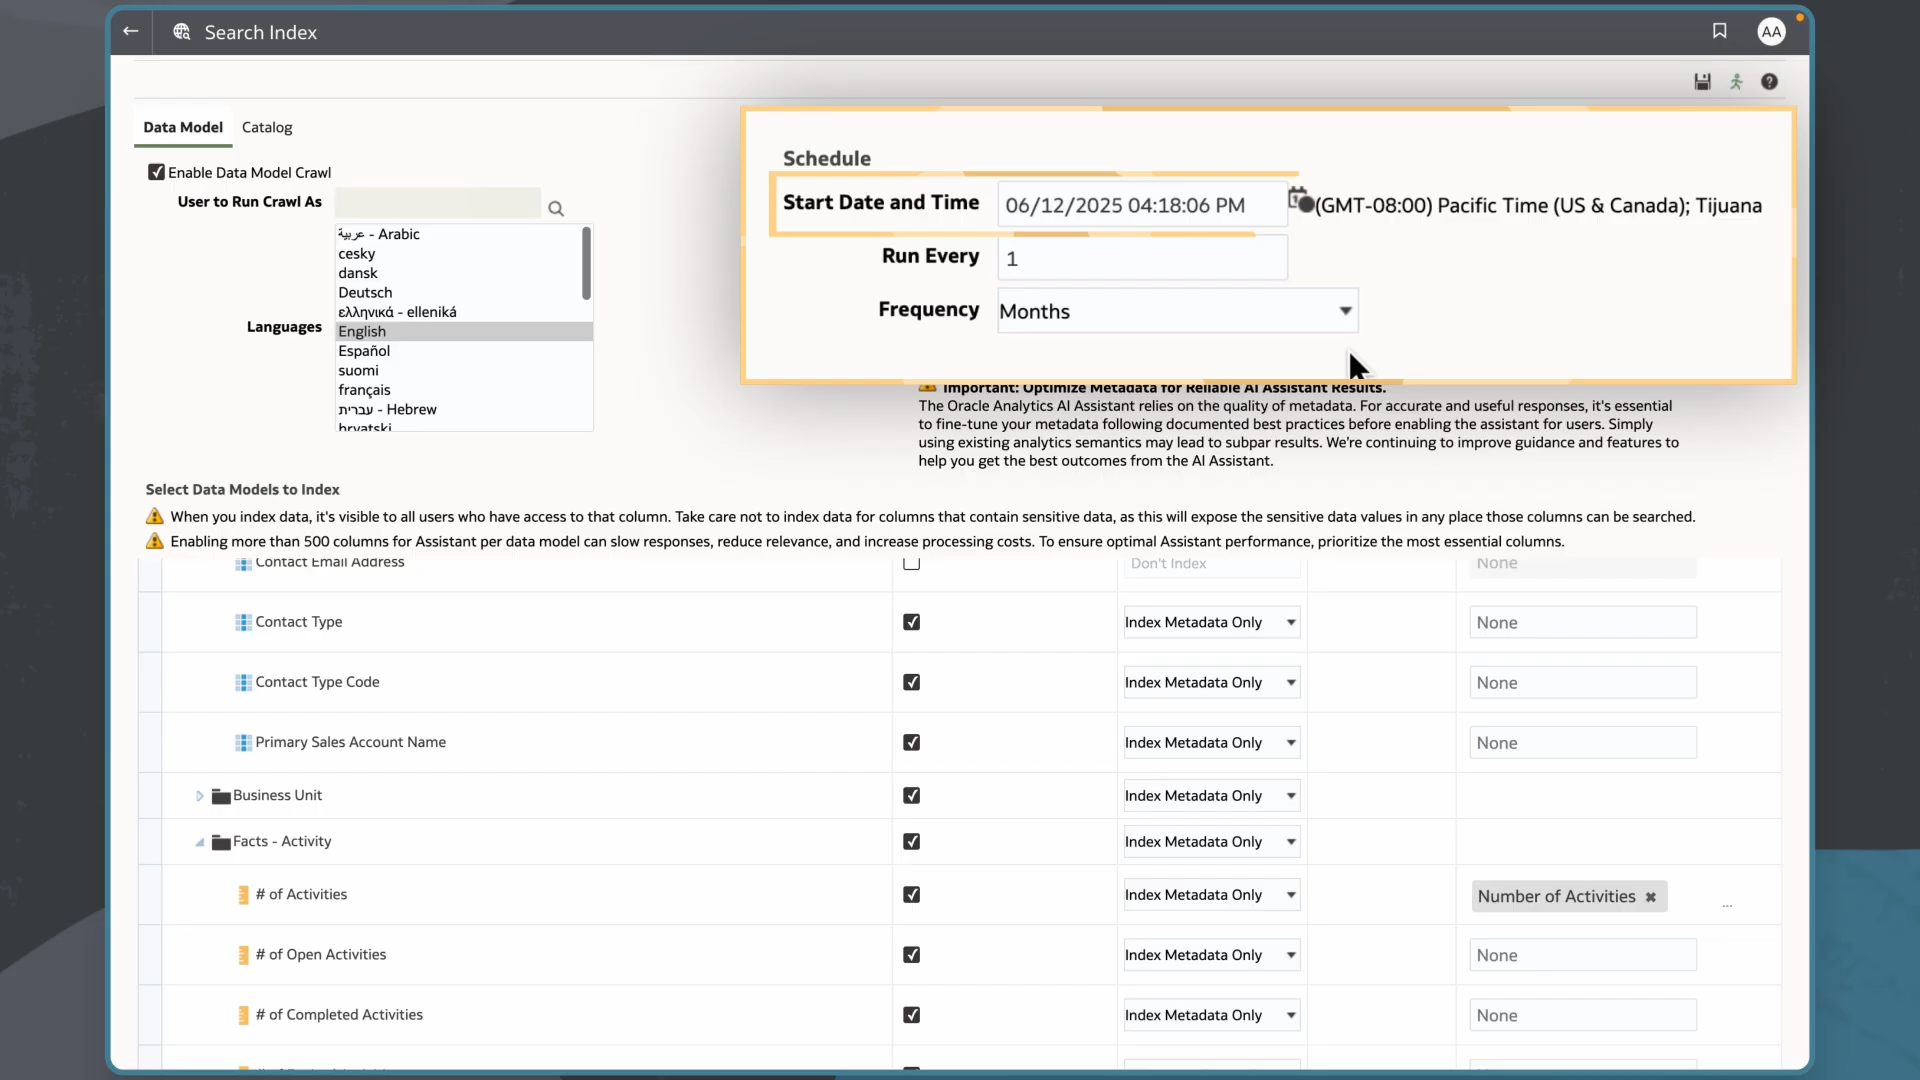 Search Index
AA
Data Model Catalog
Enable Data Model Crawl
User to Run Crawl As
Languages
عربية - Arabic
cesky
dansk
Deutsch
ελληνικά - elleniká
English
Español
suomi
français
עברית - Hebrew
hrvatski
Schedule
Start Date and Time 06/12/2025 04:18:06 PM (GMT-08:00) Pacific Time (US & Canada); Tijuana
Run Every 1
Frequency Months
Important: Optimize Metadata for Reliable AI Assistant Results.
The Oracle Analytics AI Assistant relies on the quality of metadata. For accurate and useful responses, it's essential
to fine-tune your metadata following documented best practices before enabling the assistant for users. Simply
using existing analytics semantics may lead to subpar results. We're continuing to improve guidance and features to
help you get the best outcomes from the AI Assistant.
Select Data Models to Index
When you index data, it's visible to all users who have access to that column. Take care not to index data for columns that contain sensitive data, as this will expose the sensitive data values in any place those columns can be searched.
Enabling more than 500 columns for Assistant per data model can slow responses, reduce relevance, and increase processing costs. To ensure optimal Assistant performance, prioritize the most essential columns.
Contact Email Address Don't Index None
Contact Type Index Metadata Only None
Contact Type Code Index Metadata Only None
Primary Sales Account Name Index Metadata Only None
Business Unit Index Metadata Only
Facts - Activity Index Metadata Only
# of Activities Index Metadata Only Number of Activities ...
# of Open Activities Index Metadata Only None
# of Completed Activities Index Metadata Only None